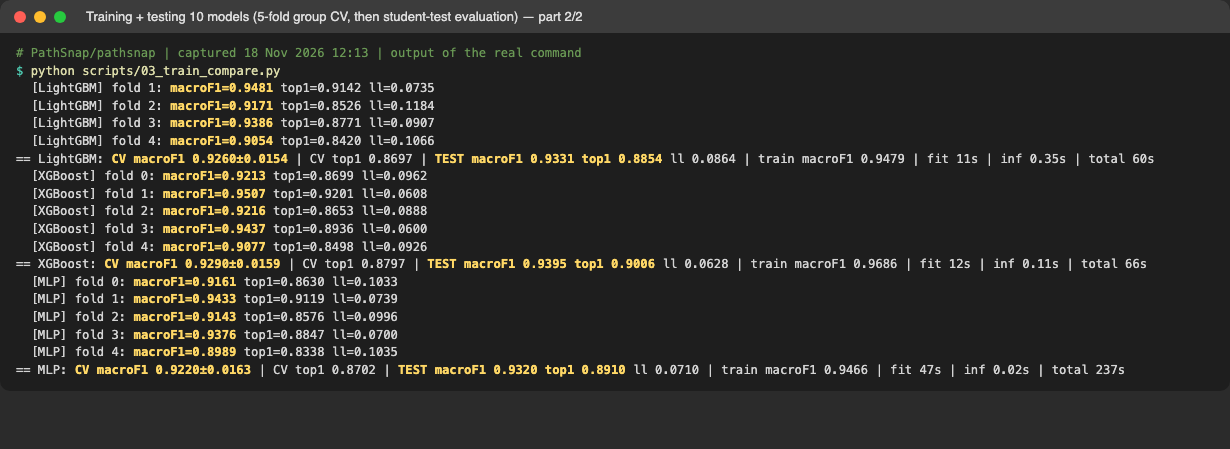 Training + testing 10 models (5-fold group CV, then student-test evaluation) — part 2/2
# PathSnap/pathsnap | captured 18 Nov 2026 12:13 | output of the real command
$ python scripts/03_train_compare.py
[LightGBM] fold 1: macroF1=0.9481 top1=0.9142 ll=0.0735
[LightGBM] fold 2: macroF1=0.9171 top1=0.8526 ll=0.1184
[LightGBM] fold 3: macroF1=0.9386 top1=0.8771 ll=0.0907
[LightGBM] fold 4: macroF1=0.9054 top1=0.8420 ll=0.1066
== LightGBM: CV macroF1 0.9260±0.0154 | CV top1 0.8697 | TEST macroF1 0.9331 top1 0.8854 ll 0.0864 | train macroF1 0.9479 | fit 11s | inf 0.35s | total 60s
[XGBoost] fold 0: macroF1=0.9213 top1=0.8699 ll=0.0962
[XGBoost] fold 1: macroF1=0.9507 top1=0.9201 ll=0.0608
[XGBoost] fold 2: macroF1=0.9216 top1=0.8653 ll=0.0888
[XGBoost] fold 3: macroF1=0.9437 top1=0.8936 ll=0.0600
[XGBoost] fold 4: macroF1=0.9077 top1=0.8498 ll=0.0926
== XGBoost: CV macroF1 0.9290±0.0159 | CV top1 0.8797 | TEST macroF1 0.9395 top1 0.9006 ll 0.0628 | train macroF1 0.9686 | fit 12s | inf 0.11s | total 66s
[MLP] fold 0: macroF1=0.9161 top1=0.8630 ll=0.1033
[MLP] fold 1: macroF1=0.9433 top1=0.9119 ll=0.0739
[MLP] fold 2: macroF1=0.9143 top1=0.8576 ll=0.0996
[MLP] fold 3: macroF1=0.9376 top1=0.8847 ll=0.0700
[MLP] fold 4: macroF1=0.8989 top1=0.8338 ll=0.1035
== MLP: CV macroF1 0.9220±0.0163 | CV top1 0.8702 | TEST macroF1 0.9320 top1 0.8910 ll 0.0710 | train macroF1 0.9466 | fit 47s | inf 0.02s | total 237s